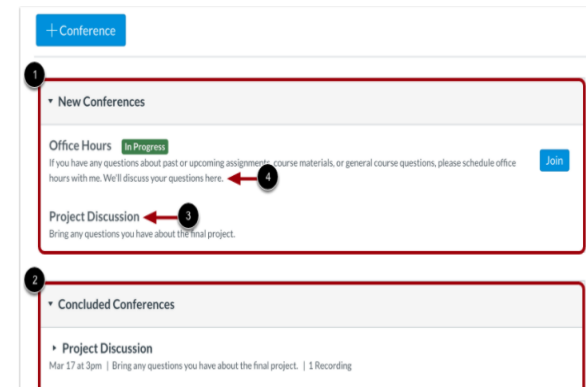 + Conference
1
▾ New Conferences
Office Hours In Progress
If you have any questions about past or upcoming assignments, course materials, or general course questions, please schedule office
Join
hours with me. We'll discuss your questions here.
4
Project Discussion
3
Bring any questions you have about the final project.
2
▾ Concluded Conferences
▸ Project Discussion
Mar 17 at 3pm | Bring any questions you have about the final project. | 1 Recording